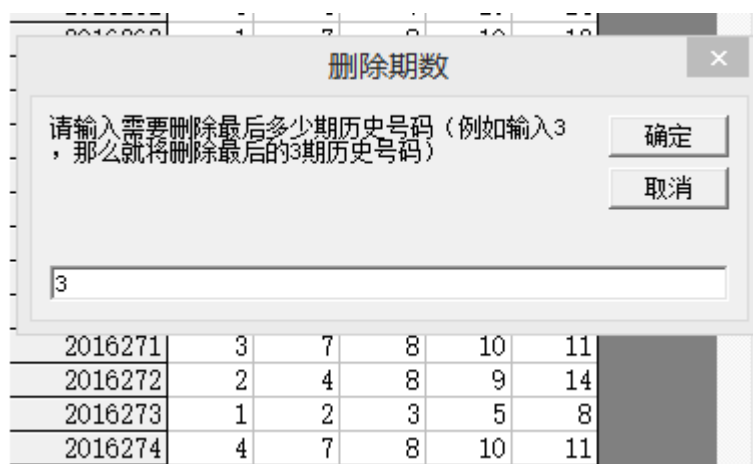 删除期数
请输入需要删除最后多少期历史号码（例如输入3
，那么就将删除最后的3期历史号码）
确定
取消
3
2016271 3 7 8 10 11
2016272 2 4 8 9 14
2016273 1 2 3 5 8
2016274 4 7 8 10 11